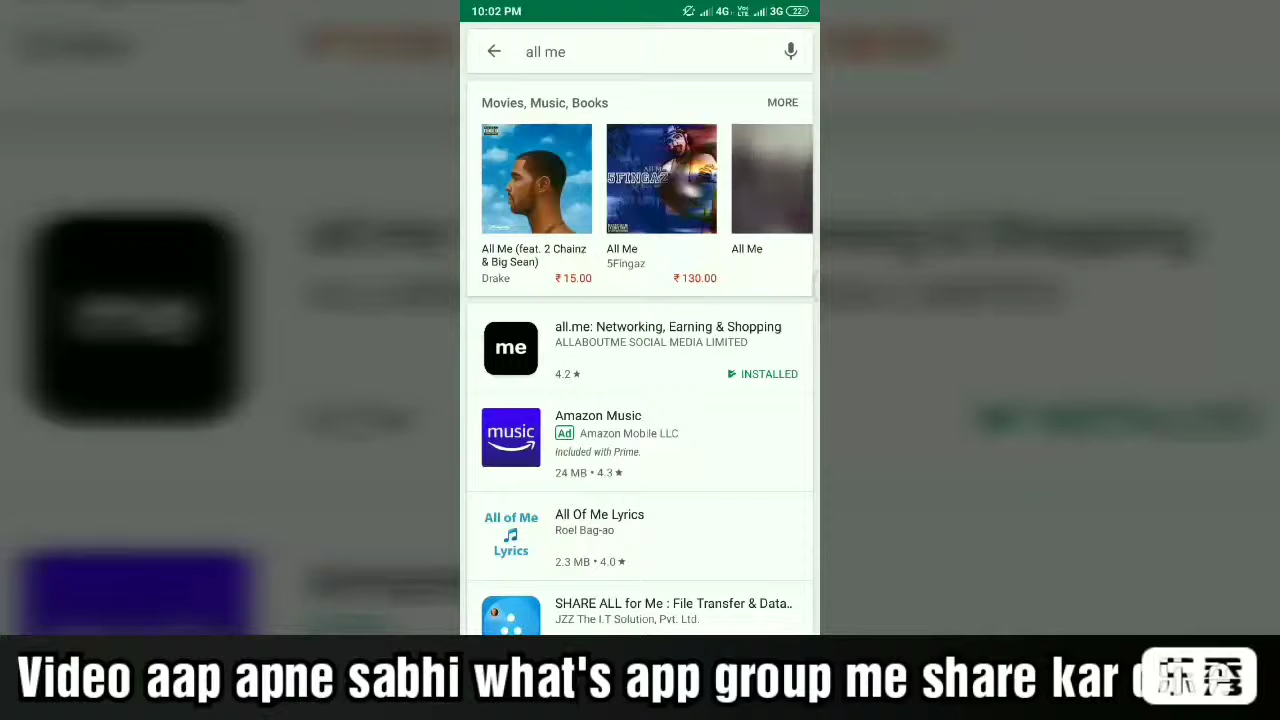 10:02 PM 4G VoLTE 3G 22
all me
Movies, Music, Books MORE
5FINGAZ
All Me (feat. 2 Chainz
& Big Sean)
Drake ₹ 15.00
All Me
5Fingaz
₹ 130.00
All Me
me
all.me: Networking, Earning & Shopping
ALLABOUTME SOCIAL MEDIA LIMITED
4.2 ★ INSTALLED
music
Amazon Music
Ad Amazon Mobile LLC
Included with Prime.
24 MB • 4.3 ★
All of Me
Lyrics
All Of Me Lyrics
Roel Bag-ao
2.3 MB • 4.0 ★
SHARE ALL for Me : File Transfer & Data..
JZZ The I.T Solution, Pvt. Ltd.
Video aap apne sabhi what's app group me share kar